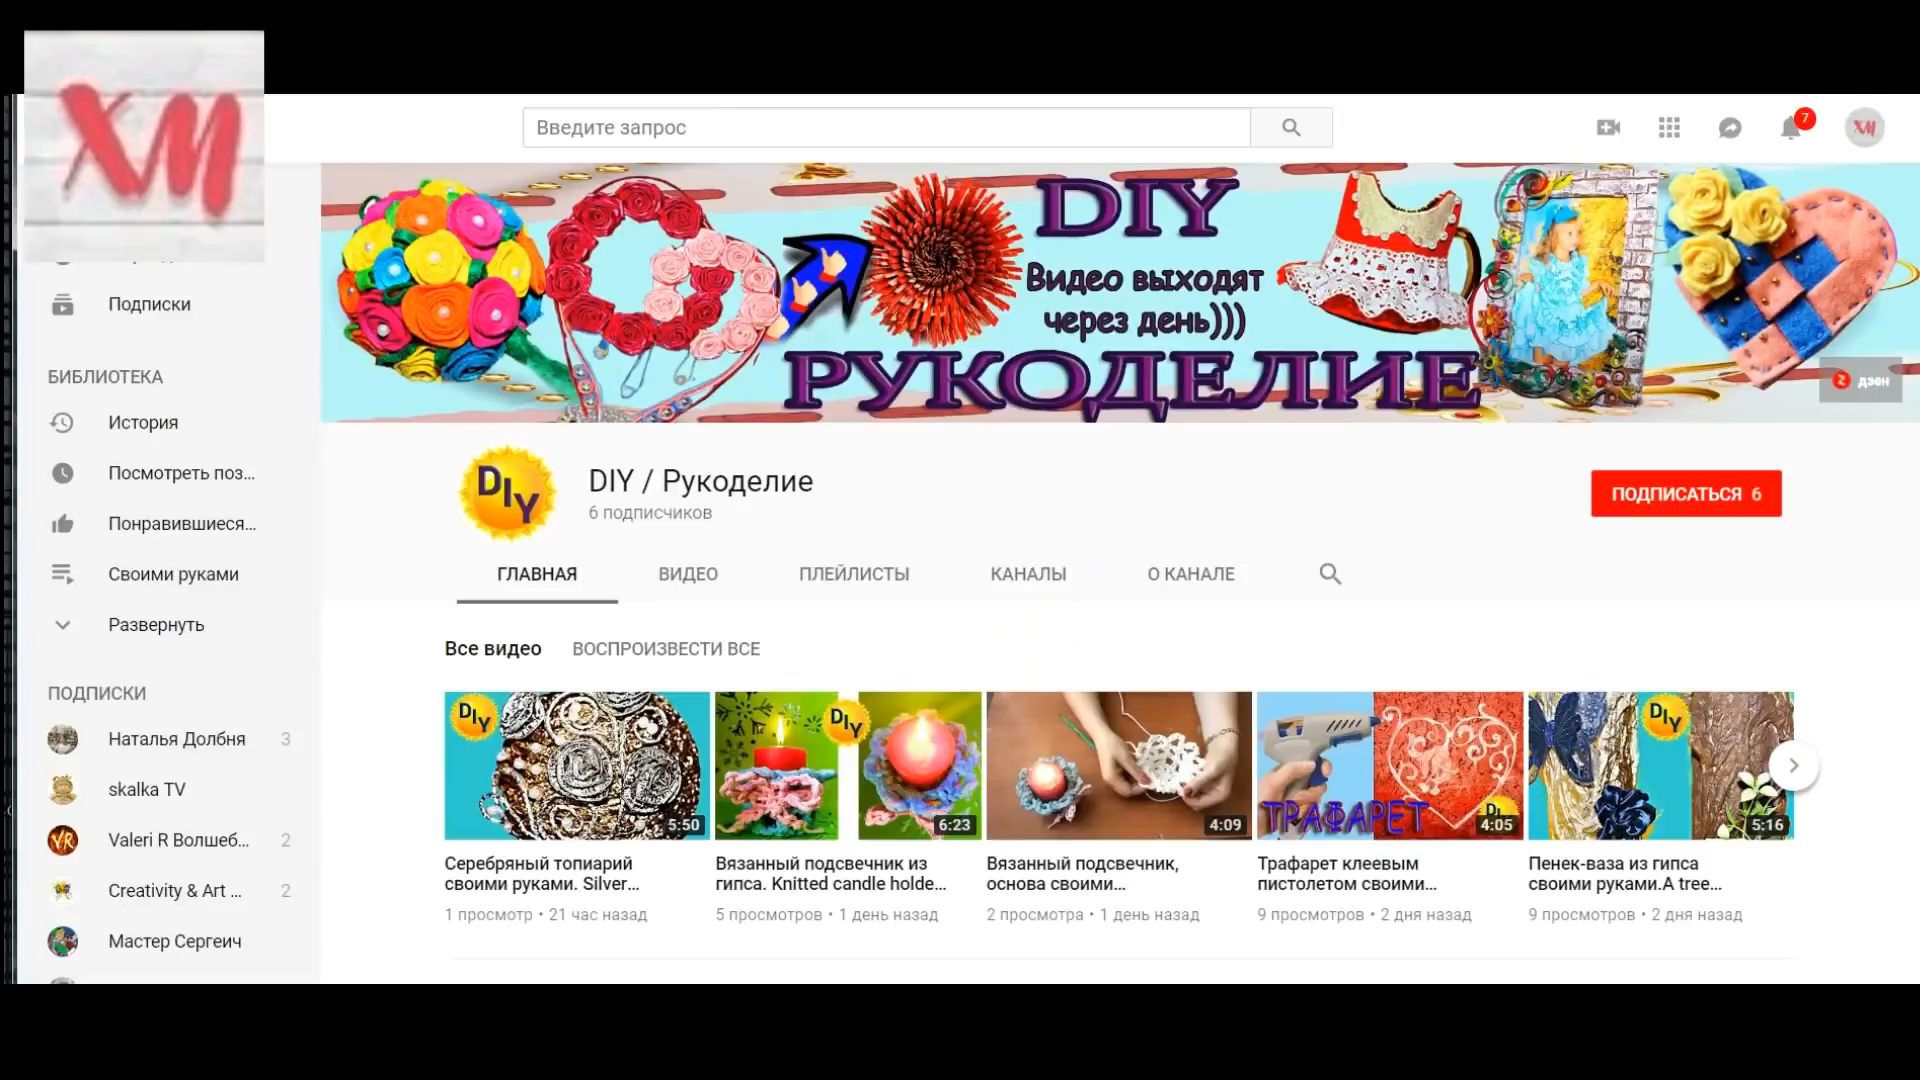 ХМ
Введите запрос
7
ХМ
Подписки
БИБЛИОТЕКА
История
Посмотреть поз...
Понравившиеся...
Своими руками
Развернуть
ПОДПИСКИ
Наталья Долбня 3
skalka TV
Valeri R Волшеб... 2
Creativity & Art ... 2
Мастер Сергеич
DIY
Видео выходят
через день)))
РУКОДЕЛИЕ
дзен
DIY
DIY / Рукоделие
6 подписчиков
ПОДПИСАТЬСЯ 6
ГЛАВНАЯ ВИДЕО ПЛЕЙЛИСТЫ КАНАЛЫ О КАНАЛЕ
Все видео ВОСПРОИЗВЕСТИ ВСЕ
DIY
5:50
DIY
6:23
4:09
ТРАФАРЕТ
4:05
DIY
5:16
Серебряный топиарий
своими руками. Silver...
1 просмотр • 21 час назад
Вязанный подсвечник из
гипса. Knitted candle holde...
5 просмотров • 1 день назад
Вязанный подсвечник,
основа своими...
2 просмотра • 1 день назад
Трафарет клеевым
пистолетом своими...
9 просмотров • 2 дня назад
Пенек-ваза из гипса
своими руками.A tree...
9 просмотров • 2 дня назад